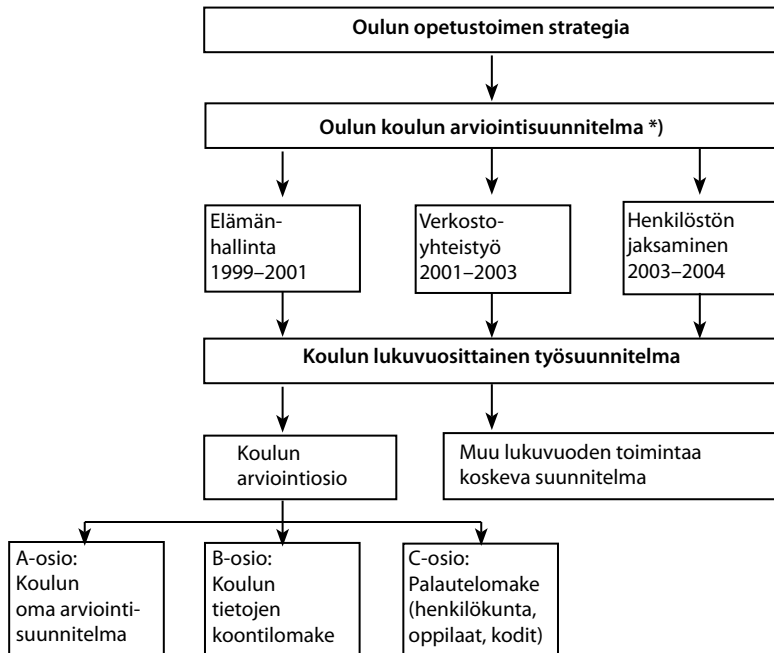 Oulun opetustoimen strategia
Oulun koulun arviointisuunnitelma *)
Elämän-
hallinta
1999–2001
Verkosto-
yhteistyö
2001–2003
Henkilöstön
jaksaminen
2003–2004
Koulun lukuvuosittainen työsuunnitelma
Koulun
arviointiosio
Muu lukuvuoden toimintaa
koskeva suunnitelma
A-osio:
Koulun
oma arviointi-
suunnitelma
B-osio:
Koulun
tietojen
koontilomake
C-osio:
Palautelomake
(henkilökunta,
oppilaat, kodit)